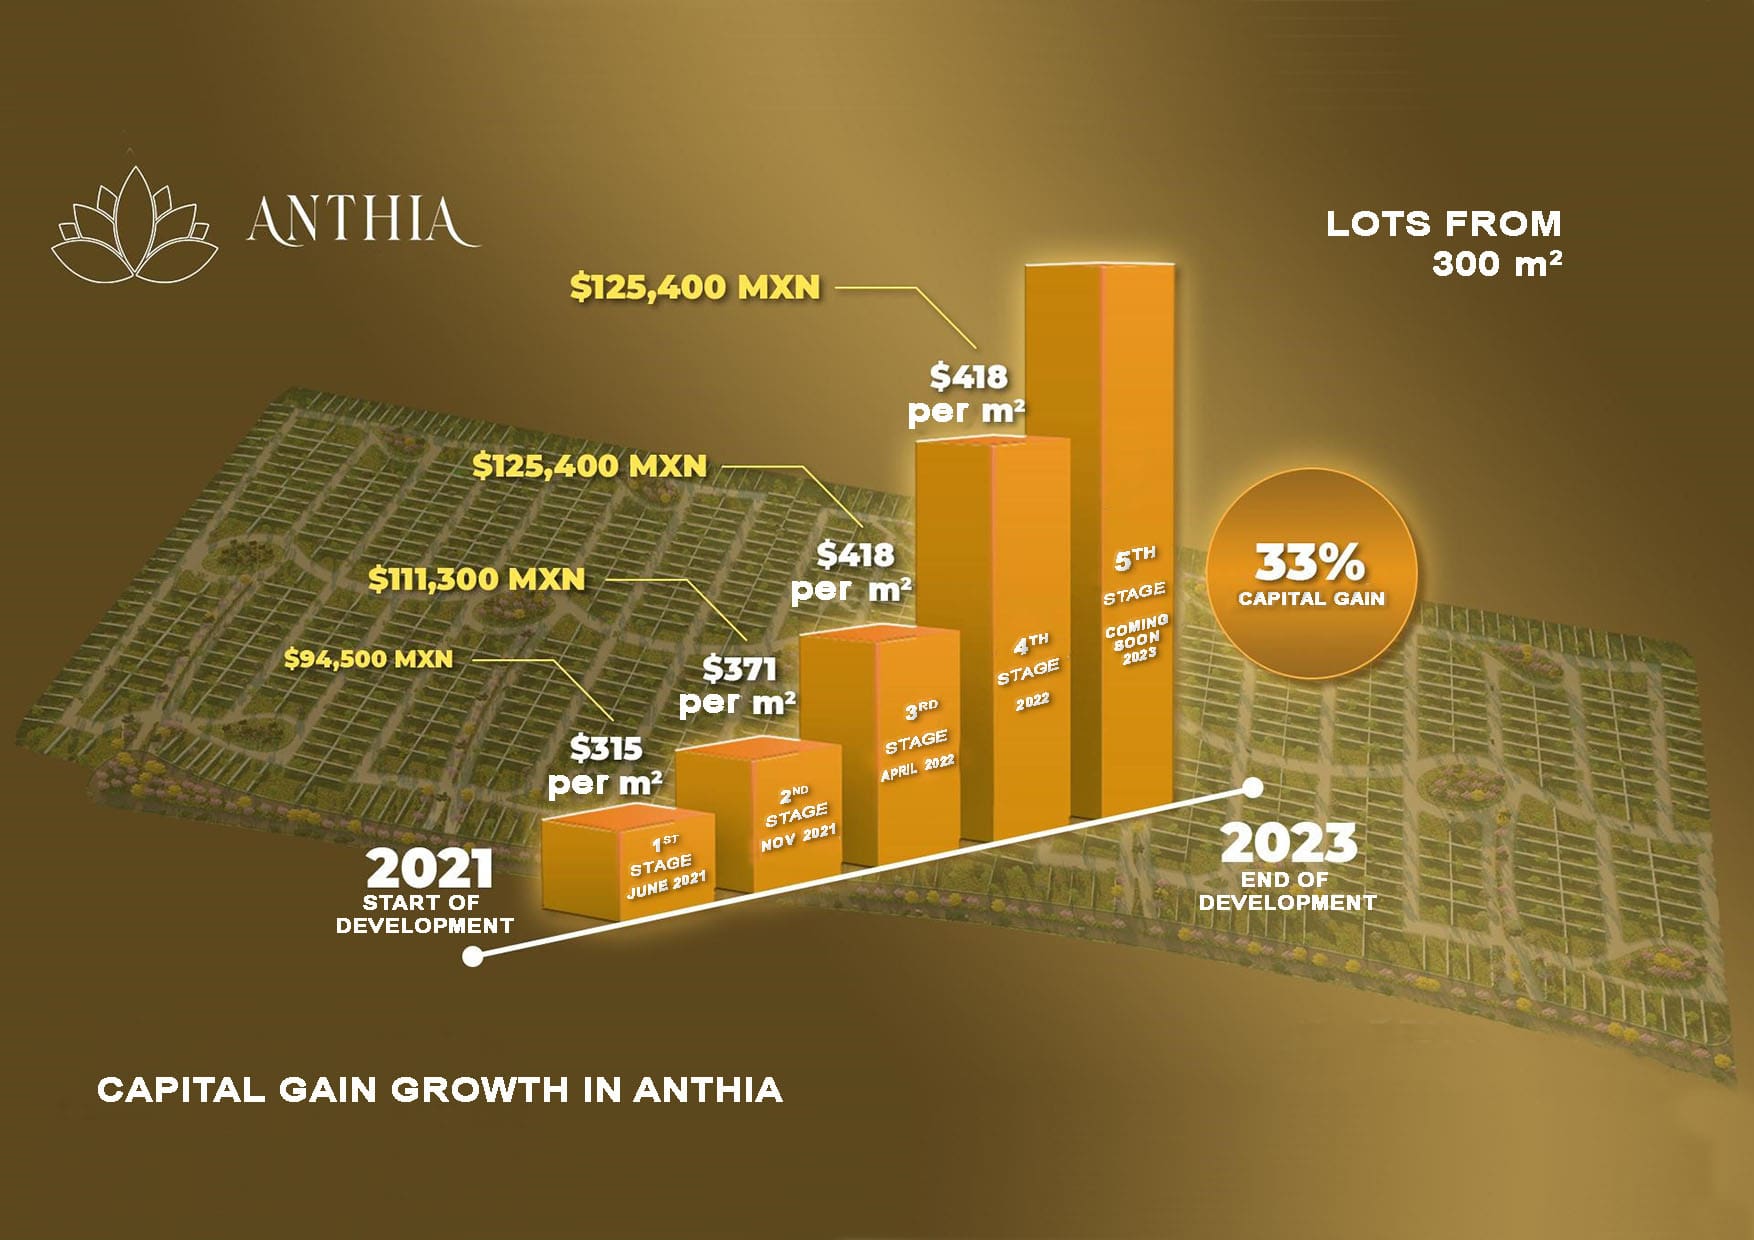 ANTHIA
LOTS FROM
300 m²
$125,400 MXN
$418
per m²
$125,400 MXN
$418
per m²
$111,300 MXN
$371
per m²
$94,500 MXN
$315
per m²
1ST
STAGE
JUNE 2021
2ND
STAGE
NOV 2021
3RD
STAGE
APRIL 2022
4TH
STAGE
2022
5TH
STAGE
COMING
SOON
2023
33%
CAPITAL GAIN
2021
START OF
DEVELOPMENT
2023
END OF
DEVELOPMENT
CAPITAL GAIN GROWTH IN ANTHIA